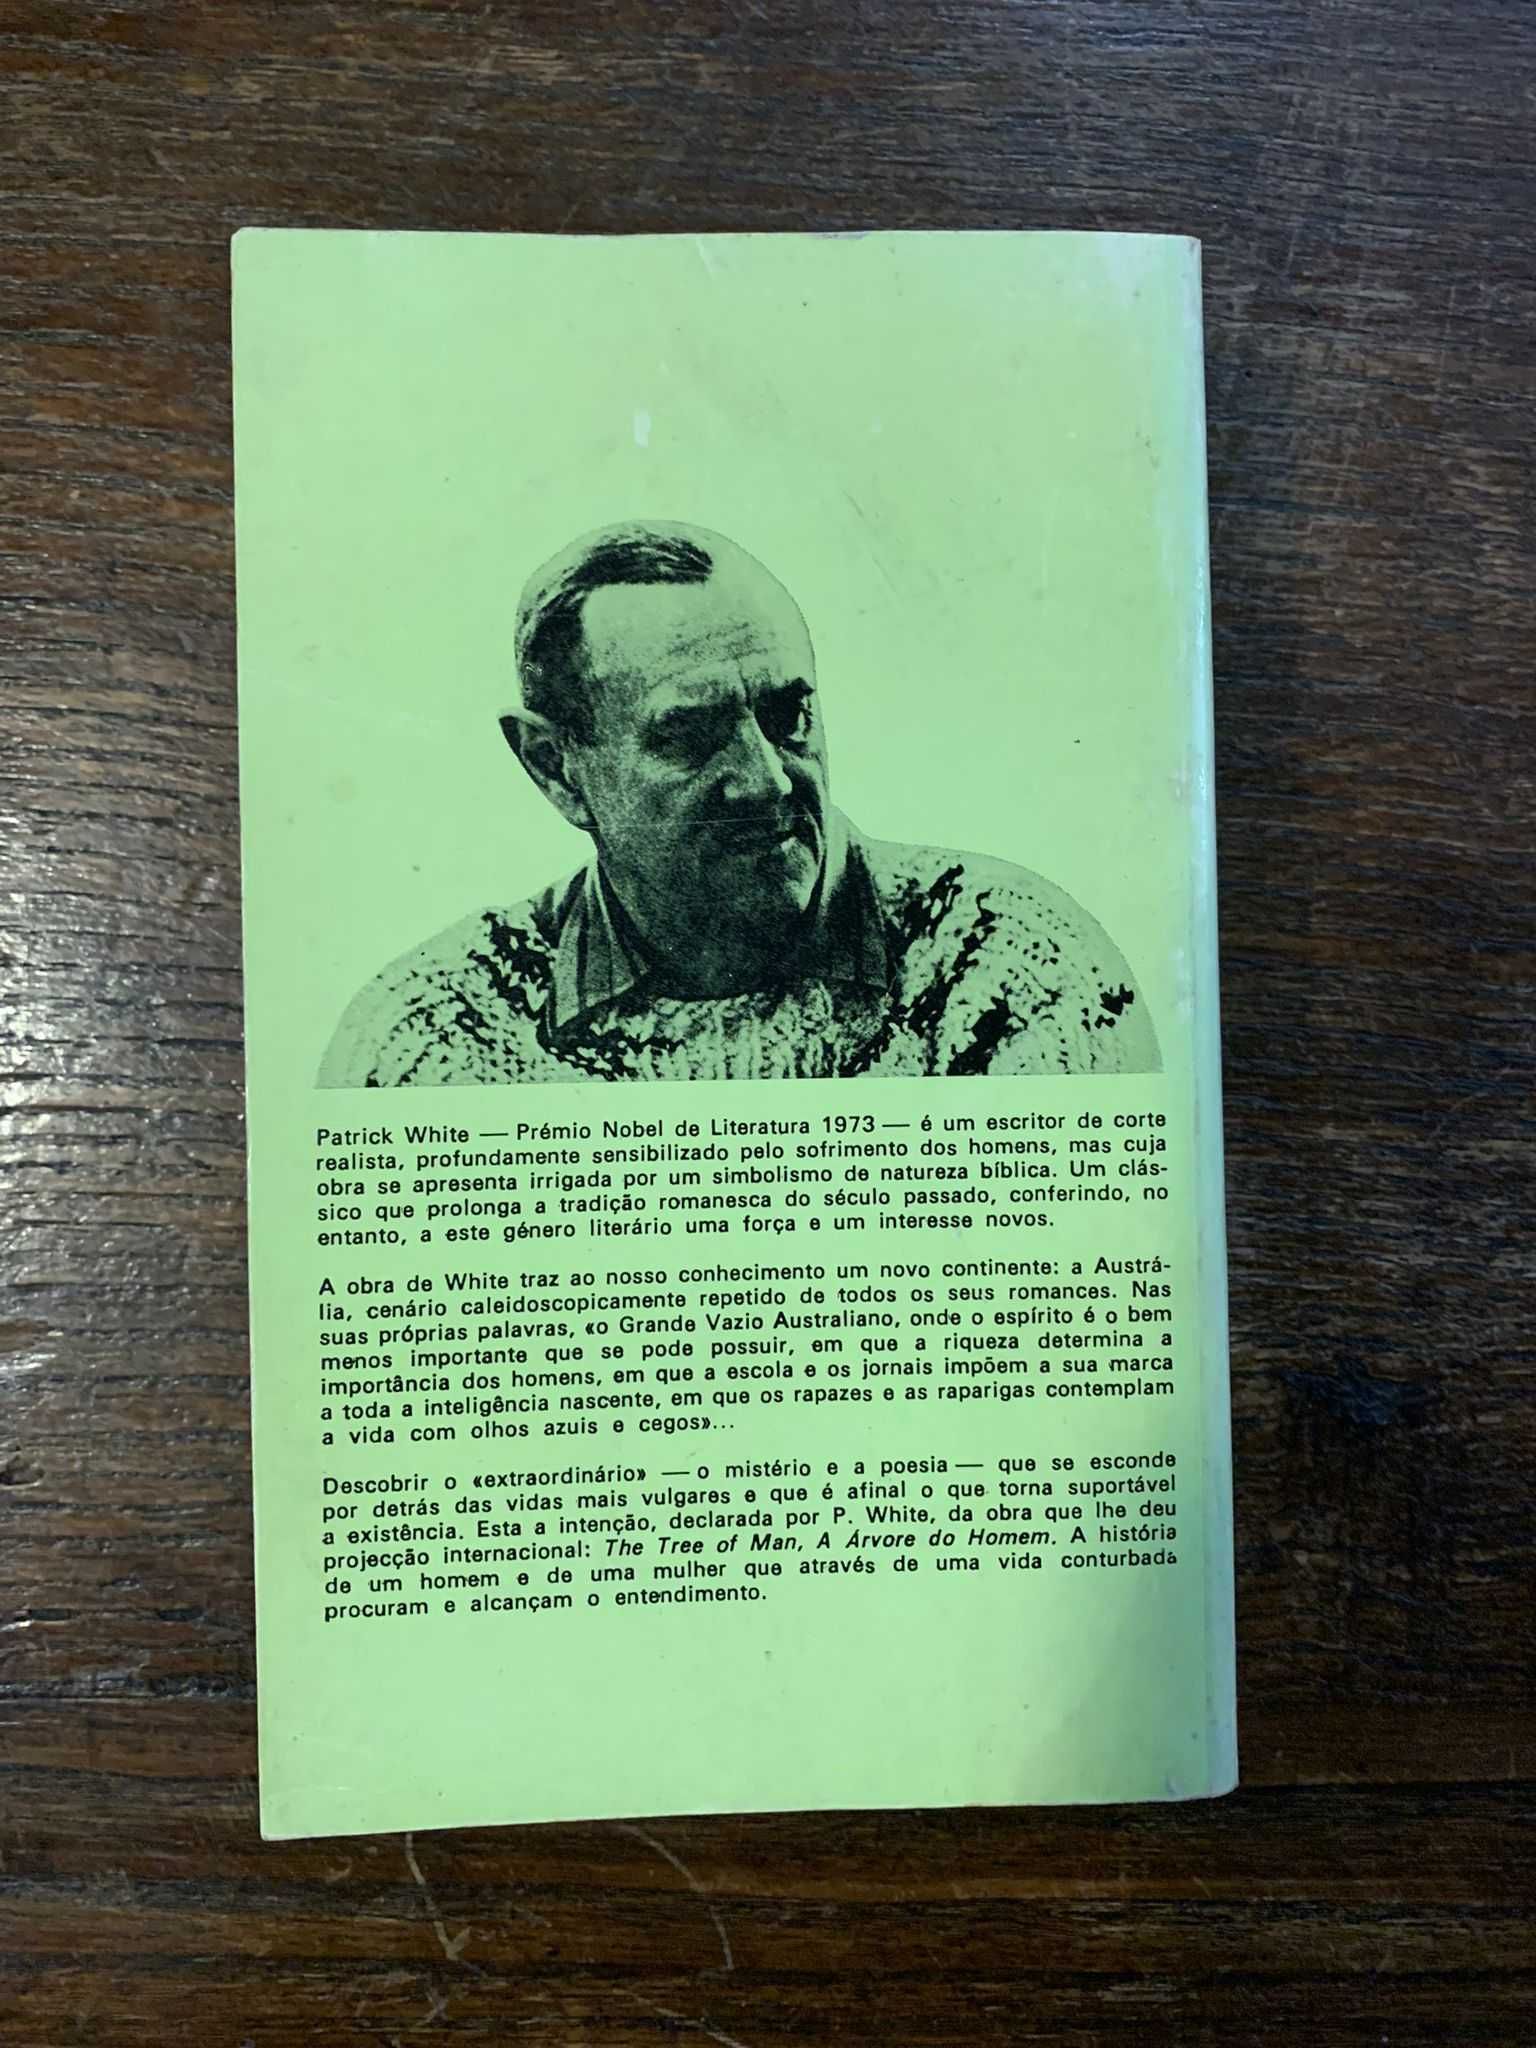 Patrick White — Prémio Nobel de Literatura 1973 — é um escritor de corte
realista, profundamente sensibilizado pelo sofrimento dos homens, mas cuja
obra se apresenta irrigada por um simbolismo de natureza bíblica. Um clás-
sico que prolonga a tradição romanesca do século passado, conferindo, no
entanto, a este género literário uma força e um interesse novos.
A obra de White traz ao nosso conhecimento um novo continente: a Austrá-
lia, cenário caleidoscopicamente repetido de todos os seus romances. Nas
suas próprias palavras, «o Grande Vazio Australiano, onde o espírito é o bem
menos importante que se pode possuir, em que a riqueza determina a
importância dos homens, em que a escola e os jornais impõem a sua marca
a toda a inteligência nascente, em que os rapazes e as raparigas contemplam
a vida com olhos azuis e cegos»...
Descobrir o «extraordinário» — o mistério e a poesia — que se esconde
por detrás das vidas mais vulgares e que é afinal o que torna suportável
a existência. Esta a intenção, declarada por P. White, da obra que lhe deu
projecção internacional: The Tree of Man, A Árvore do Homem. A história
de um homem e de uma mulher que através de uma vida conturbada
procuram e alcançam o entendimento.